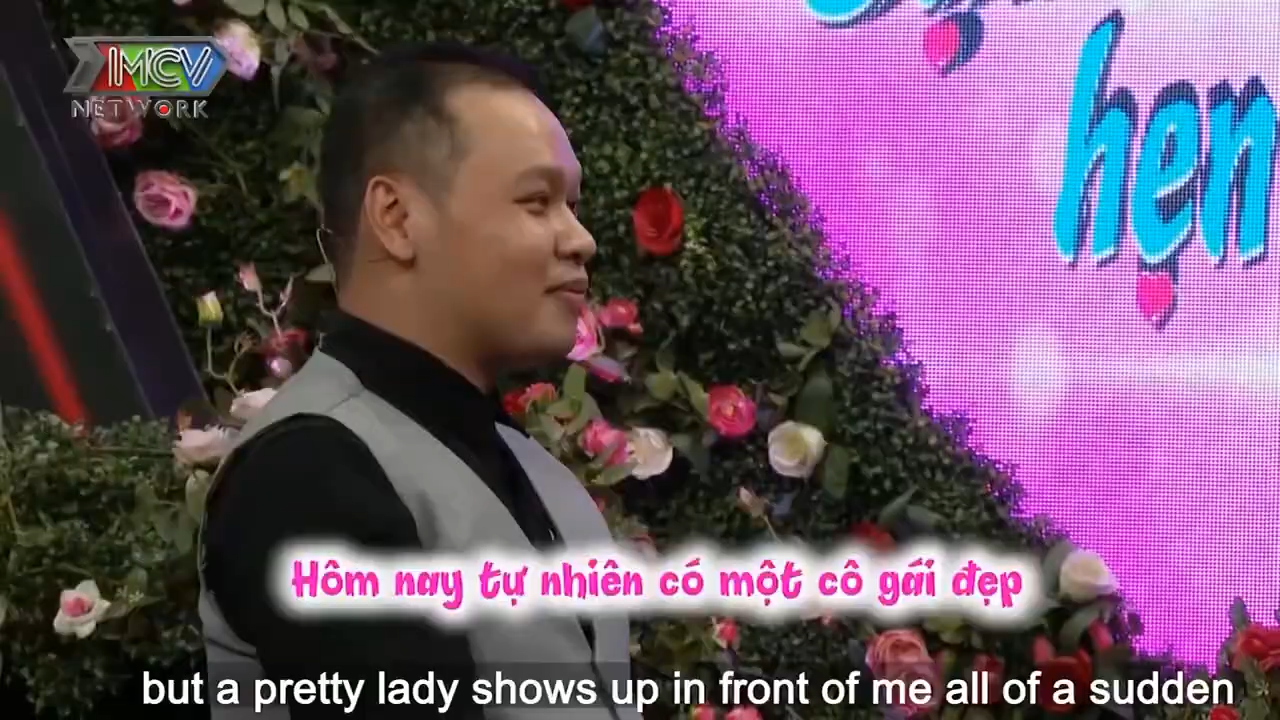 MCV
NETWORK
hẹn
Hôm nay tự nhiên có một cô gái đẹp
but a pretty lady shows up in front of me all of a sudden